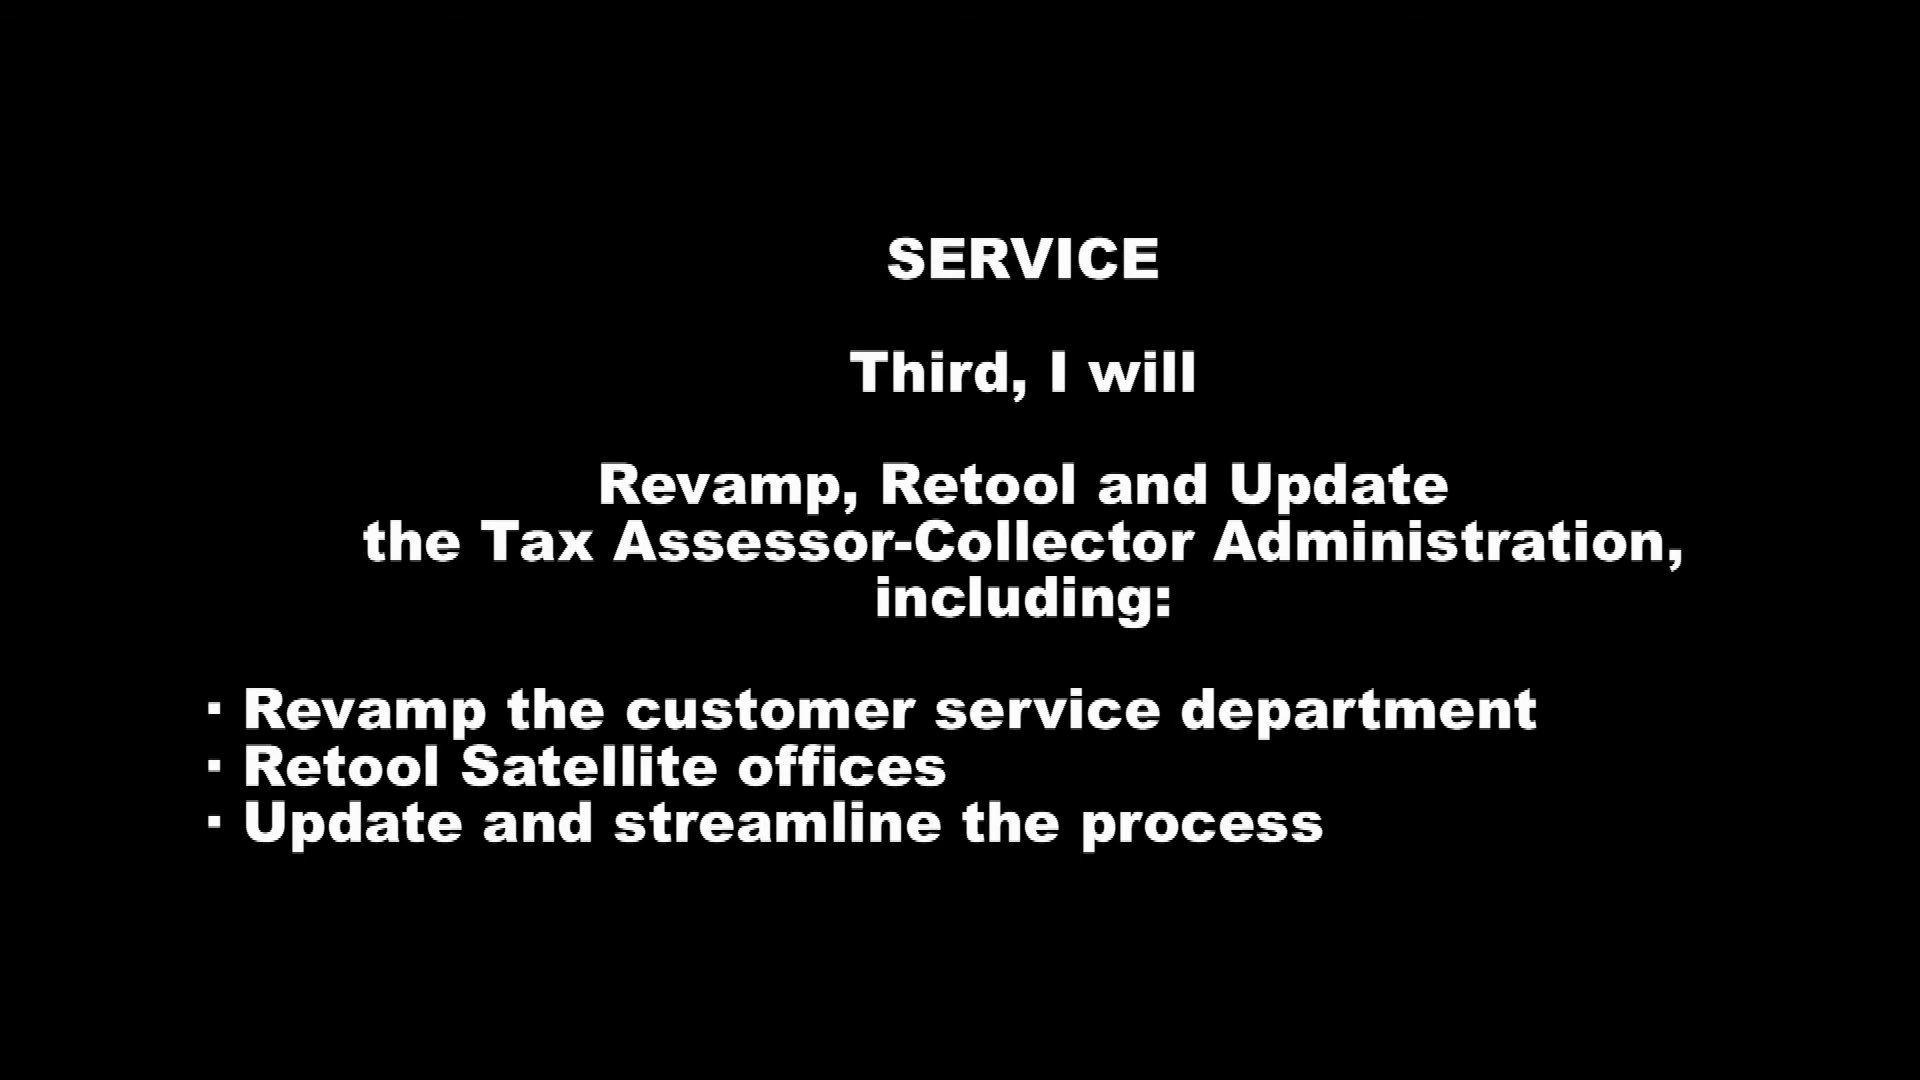 SERVICE
Third, I will
Revamp, Retool and Update
the Tax Assessor-Collector Administration,
including:
· Revamp the customer service department
· Retool Satellite offices
· Update and streamline the process